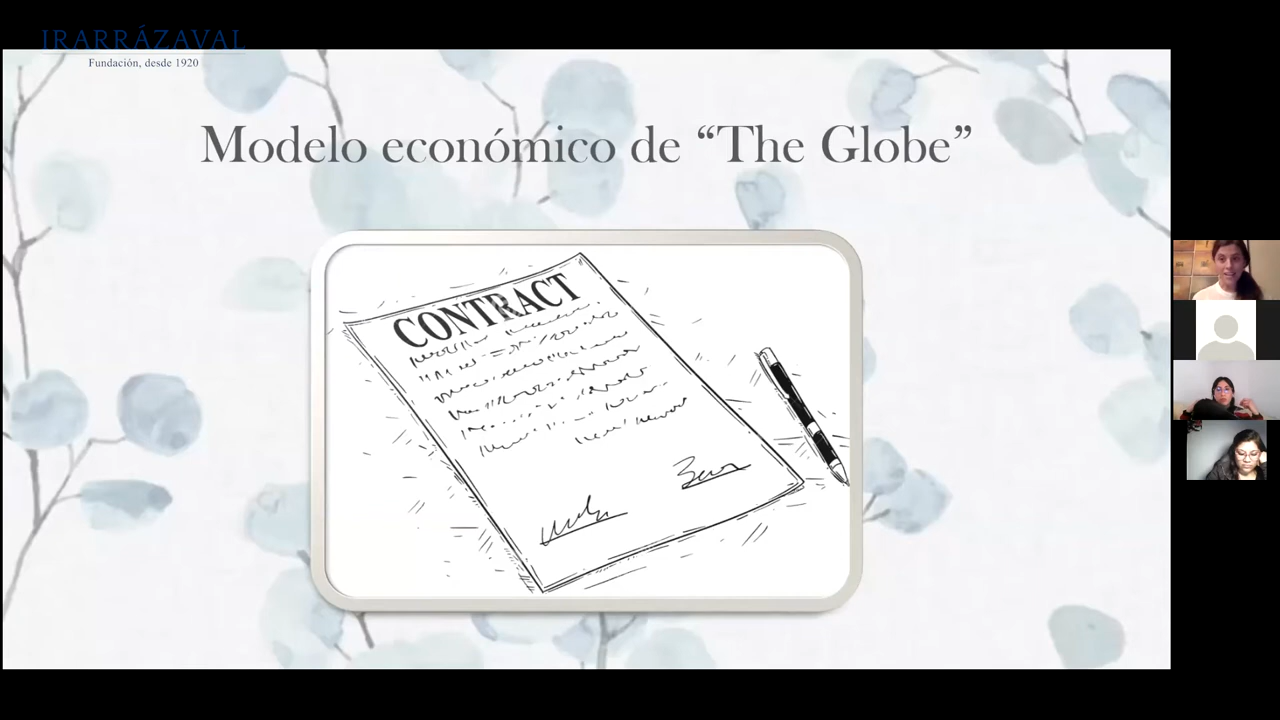 IRARRÁZAVAL
Fundación, desde 1920
Modelo económico de “The Globe”
CONTRACT